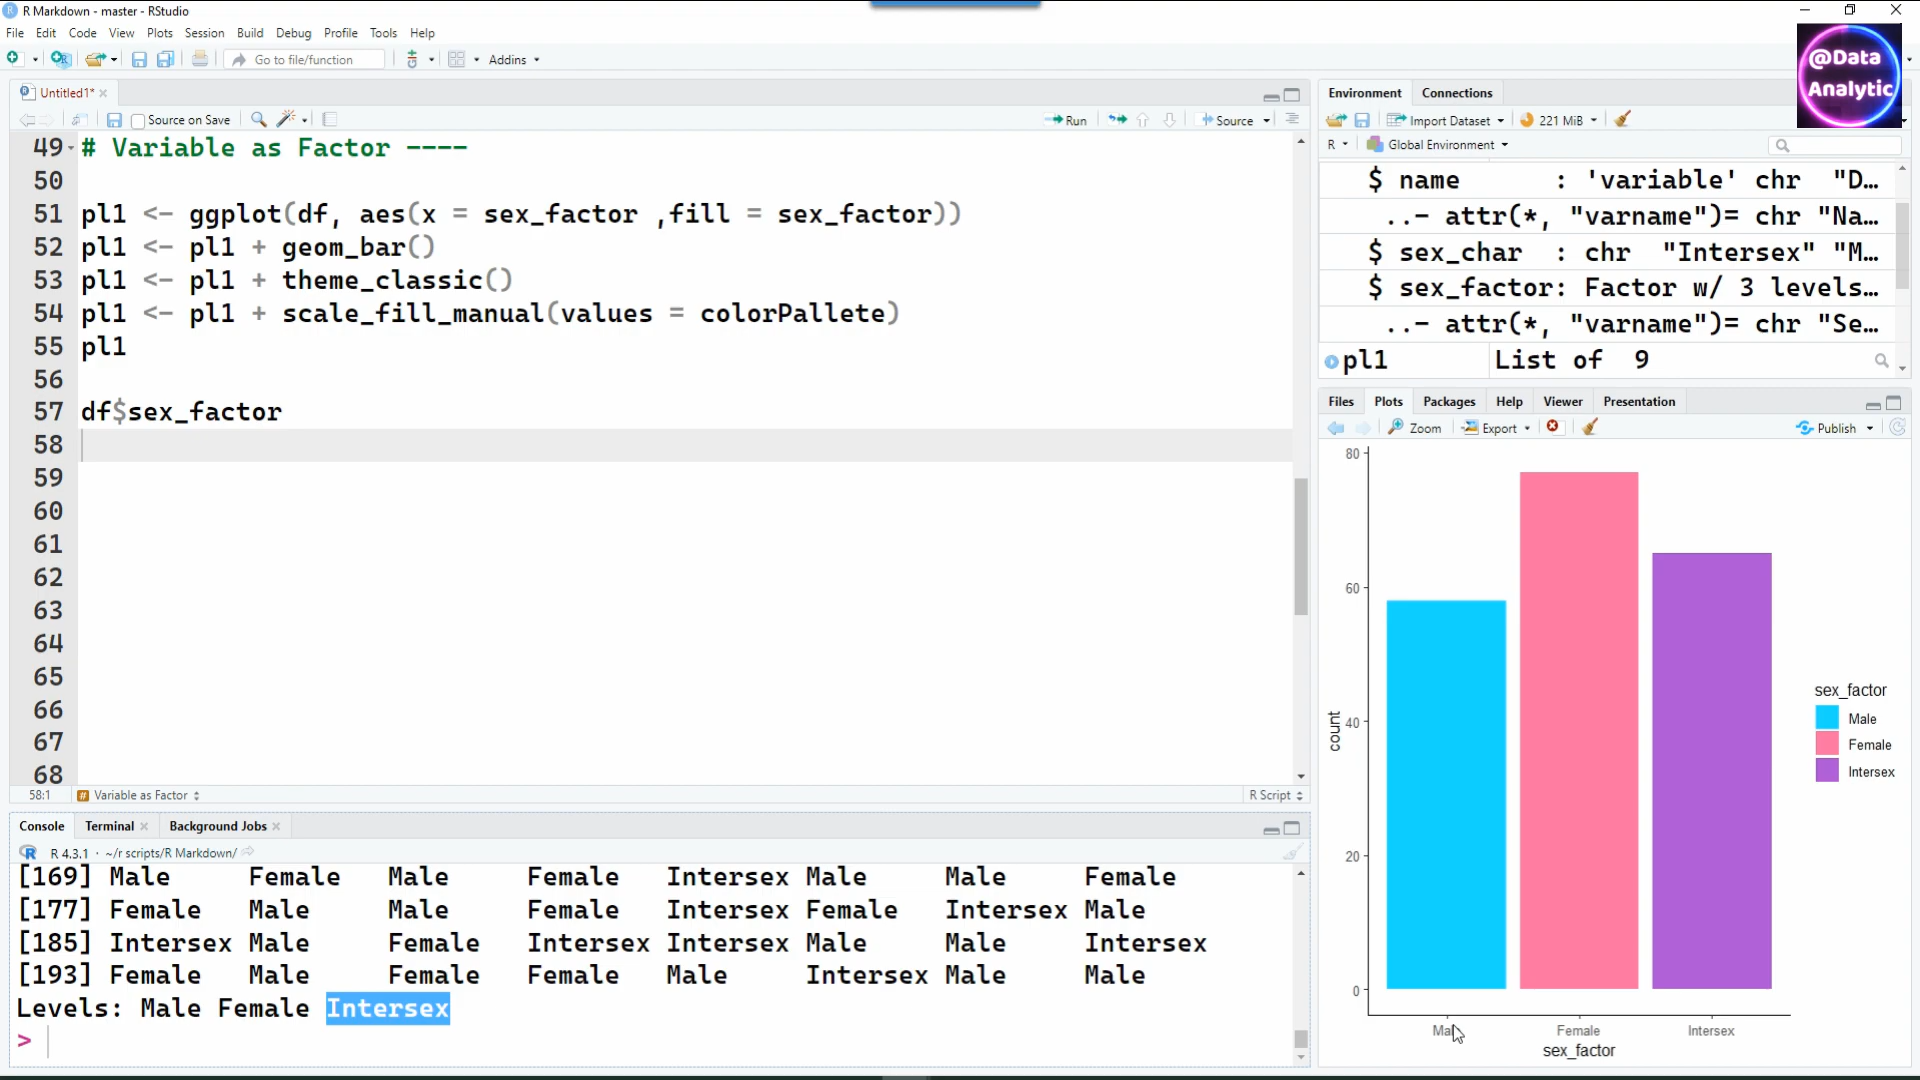 R Markdown - master - RStudio
File Edit Code View Plots Session Build Debug Profile Tools Help
Go to file/function Addins
@Data
Analytic
Untitled1*
Source on Save Run Source
49 # Variable as Factor ----
50
51 pl1 <- ggplot(df, aes(x = sex_factor ,fill = sex_factor))
52 pl1 <- pl1 + geom_bar()
53 pl1 <- pl1 + theme_classic()
54 pl1 <- pl1 + scale_fill_manual(values = colorPallete)
55 pl1
56
57 df$sex_factor
58
59
60
61
62
63
64
65
66
67
68
58:1 # Variable as Factor R Script
Console Terminal Background Jobs
R 4.3.1 · ~/r scripts/R Markdown/
[169] Male Female Male Female Intersex Male Male Female
[177] Female Male Male Female Intersex Female Intersex Male
[185] Intersex Male Female Intersex Intersex Male Male Intersex
[193] Female Male Female Female Male Intersex Male Male
Levels: Male Female Intersex
>
Environment Connections
Import Dataset 221 MiB
R Global Environment
$ name : 'variable' chr "D…
..- attr(*, "varname")= chr "Na…
$ sex_char : chr "Intersex" "M…
$ sex_factor: Factor w/ 3 levels…
..- attr(*, "varname")= chr "Se…
pl1 List of 9
Files Plots Packages Help Viewer Presentation
Zoom Export Publish
80
60
40
20
0
count
Male Female Intersex
sex_factor
sex_factor
Male
Female
Intersex